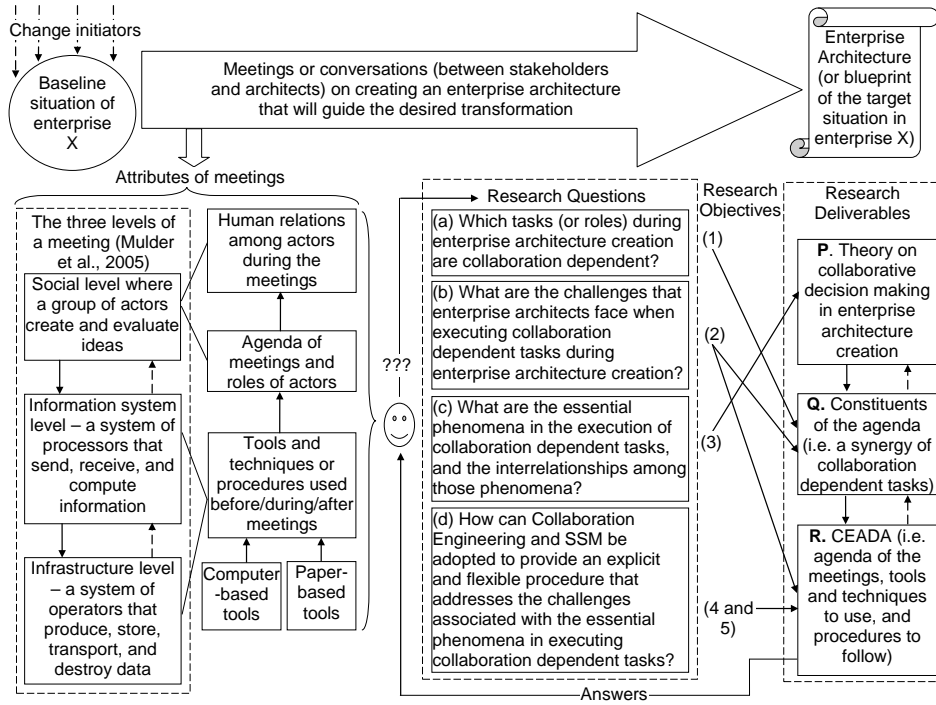 Change initiators
Baseline
situation of
enterprise
X
Meetings or conversations (between stakeholders
and architects) on creating an enterprise architecture
that will guide the desired transformation
Enterprise
Architecture
(or blueprint
of the target
situation in
enterprise X)
Attributes of meetings
The three levels of
a meeting (Mulder
et al., 2005)
Social level where
a group of actors
create and evaluate
ideas
Information system
level – a system of
processors that
send, receive, and
compute
information
Infrastructure level
– a system of
operators that
produce, store,
transport, and
destroy data
Human relations
among actors
during the
meetings
Agenda of
meetings and
roles of actors
Tools and
techniques or
procedures used
before/during/after
meetings
Computer
-based
tools
Paper-
based
tools
???
Research Questions
(a) Which tasks (or roles) during
enterprise architecture creation
are collaboration dependent?
(b) What are the challenges that
enterprise architects face when
executing collaboration
dependent tasks during
enterprise architecture creation?
(c) What are the essential
phenomena in the execution of
collaboration dependent tasks,
and the interrelationships among
those phenomena?
(d) How can Collaboration
Engineering and SSM be
adopted to provide an explicit
and flexible procedure that
addresses the challenges
associated with the essential
phenomena in executing
collaboration dependent tasks?
Research
Objectives
(1)
(2)
(3)
(4 and
5)
Research
Deliverables
P. Theory on
collaborative
decision making
in enterprise
architecture
creation
Q. Constituents of
the agenda
(i.e. a synergy of
collaboration
dependent tasks)
R. CEADA (i.e.
agenda of the
meetings, tools
and techniques
to use, and
procedures to
follow)
Answers